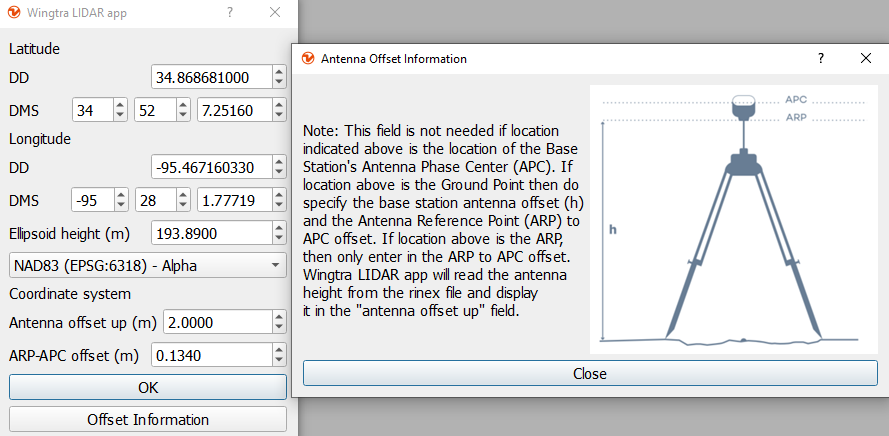 Wingtra LIDAR app ?
Latitude
DD 34.868681000
DMS 34 52 7.25160
Longitude
DD -95.467160330
DMS -95 28 1.77719
Ellipsoid height (m) 193.8900
NAD83 (EPSG:6318) - Alpha
Coordinate system
Antenna offset up (m) 2.0000
ARP-APC offset (m) 0.1340
OK
Offset Information
Antenna Offset Information ?
Note: This field is not needed if location
indicated above is the location of the Base
Station's Antenna Phase Center (APC). If
location above is the Ground Point then do
specify the base station antenna offset (h)
and the Antenna Reference Point (ARP) to
APC offset. If location above is the ARP,
then only enter in the ARP to APC offset.
Wingtra LIDAR app will read the antenna
height from the rinex file and display
it in the "antenna offset up" field.
APC
ARP
h
Close